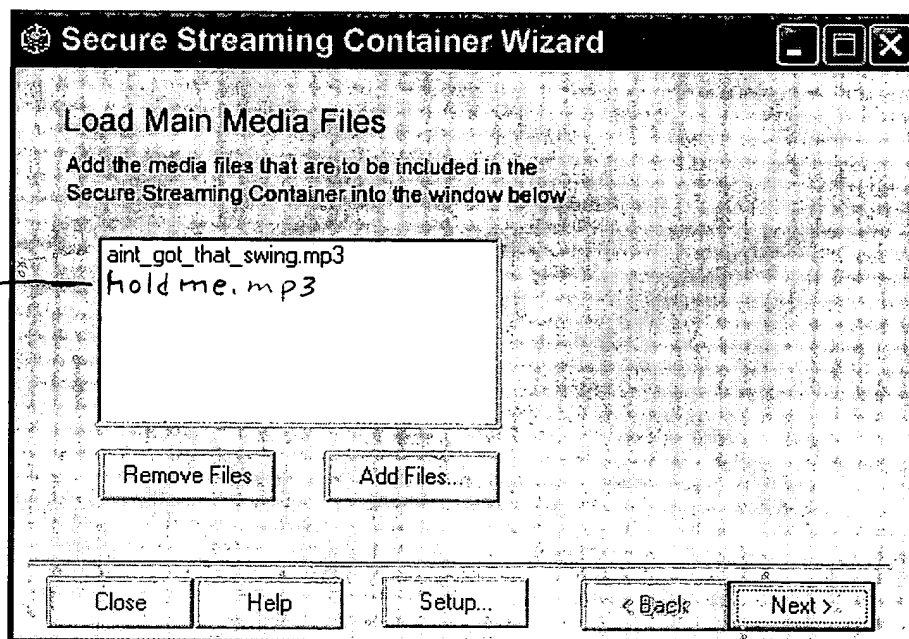 Secure Streaming Container Wizard
Load Main Media Files
Add the media files that are to be included in the
Secure Streaming Container into the window below
aint_got_that_swing.mp3
holdme.mp3
Remove Files
Add Files...
Close
Help
Setup...
< Back
Next >